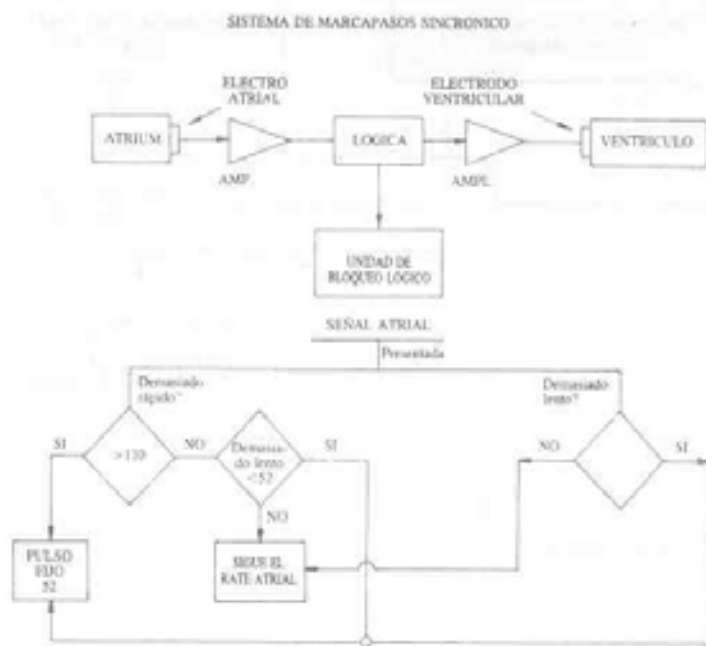 SISTEMA DE MARCAPASOS SINCRONICO
ELECTRO
ATRIAL
ELECTRODO
VENTRICULAR
ATRIUM
LOGICA
VENTRICULO
AMP.
AMPL
UNIDAD DE
BLOQUEO LOGICO
SEÑAL ATRIAL
Presentada
Demasiado
rápido"
Demasiado
lento?
SI
NO
Demasia-
do lento
<52
SI
NO
SI
NO
PULSO
FIJO
52
SIGUE EL
RATE ATRIAL